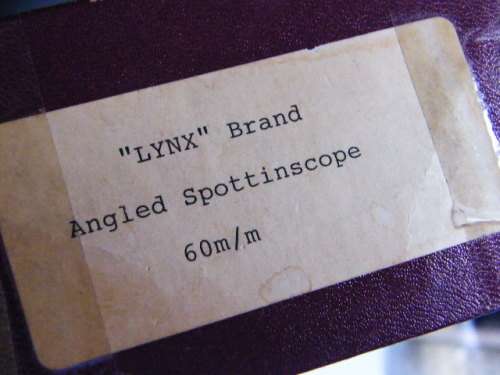 "LYNX" Brand
Angled Spottinscope
60m/m